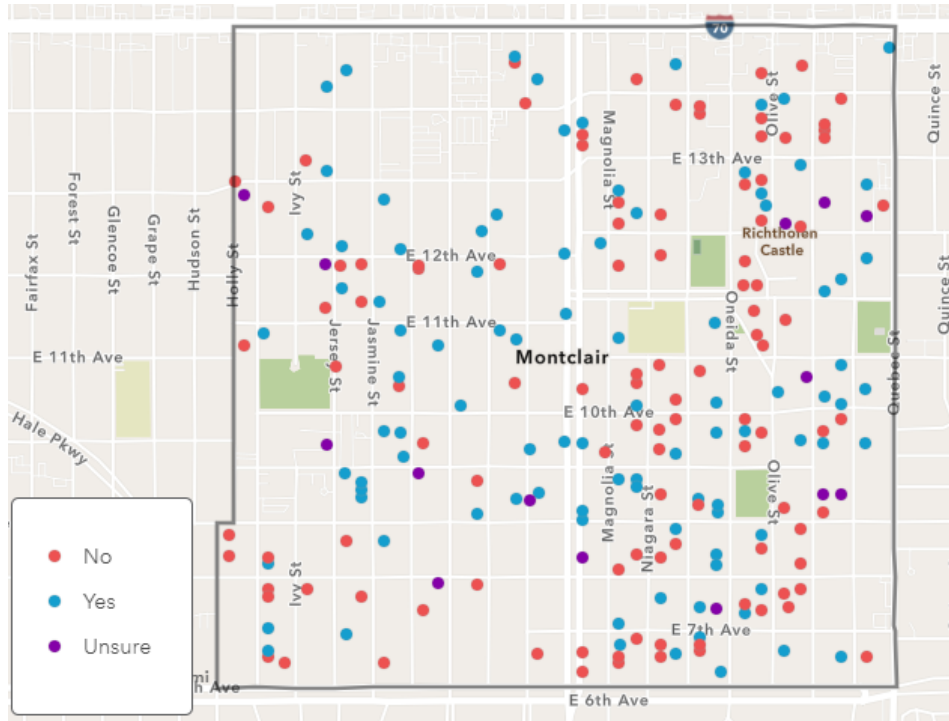 70
Quince St
Olive St
Magnolia St
E 13th Ave
Forest St
Ivy St
Glencoe St
Grape St
Hudson St
Fairfax St
Holly St
Richthofen
Castle
E 12th Ave
Quince St
Oneida St
E 11th Ave
Jersey St
Jasmine St
E 11th Ave
Montclair
Quebec St
E 10th Ave
Hale Pkwy
Magnolia St
Olive St
Niagara St
No
Ivy St
Yes
E 7th Ave
Unsure
E 6th Ave